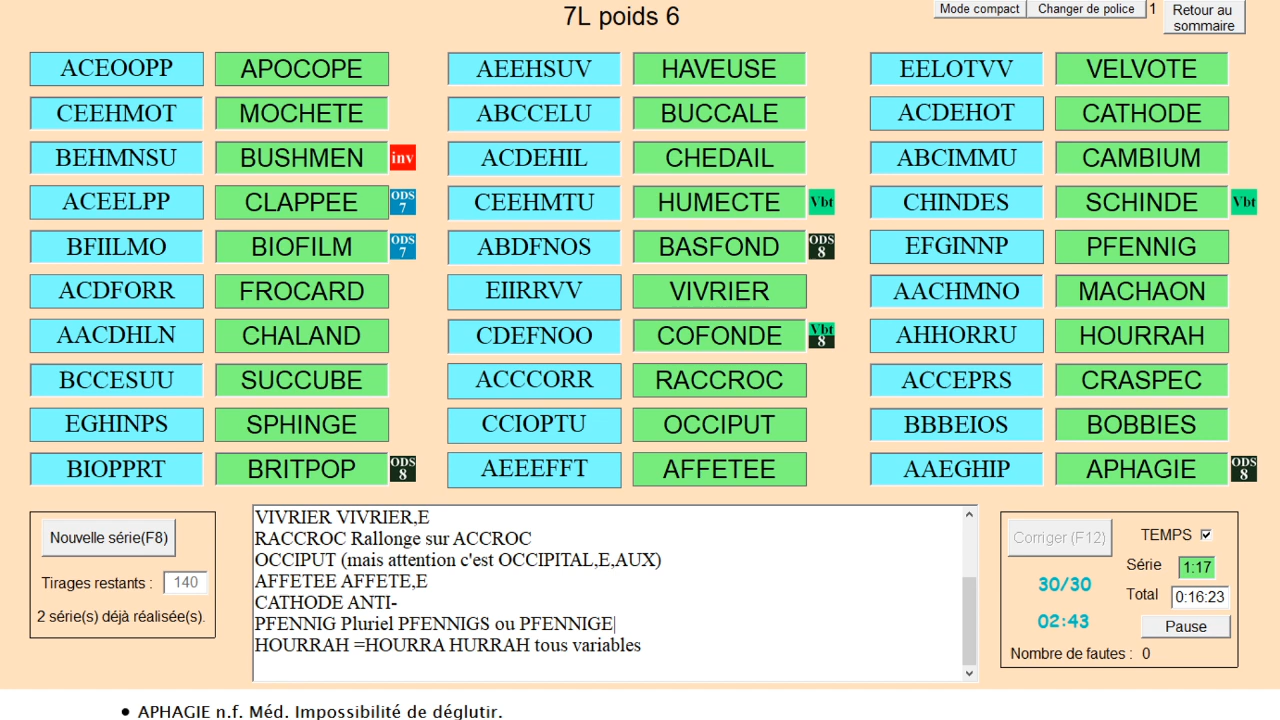 7L poids 6
Mode compact Changer de police 1 Retour au sommaire
ACEOOPP APOCOPE AEEHSUV HAVEUSE EELOTVV VELVOTE
CEEHMOT MOCHETE ABCCELU BUCCALE ACDEHOT CATHODE
BEHMNSU BUSHMEN inv ACDEHIL CHEDAIL ABCIMMU CAMBIUM
ACEELPP CLAPPEE ODS 7 CEEHMTU HUMECTE Vbt CHINDES SCHINDE Vbt
BFIILMO BIOFILM ODS 7 ABDFNOS BASFOND ODS 8 EFGINNP PFENNIG
ACDFORR FROCARD EIIRRVV VIVRIER AACHMNO MACHAON
AACDHLN CHALAND CDEFNOO COFONDE Vbt 8 AHHORRU HOURRAH
BCCESUU SUCCUBE ACCCORR RACCROC ACCEPRS CRASPEC
EGHINPS SPHINGE CCIOPTU OCCIPUT BBBEIOS BOBBIES
BIOPPRT BRITPOP ODS 8 AEEEFFT AFFETEE AAEGHIP APHAGIE ODS 8
Nouvelle série(F8)
Tirages restants : 140
2 série(s) déjà réalisée(s).
VIVRIER VIVRIER,E
RACCROC Rallonge sur ACCROC
OCCIPUT (mais attention c'est OCCIPITAL,E,AUX)
AFFETEE AFFETE,E
CATHODE ANTI-
PFENNIG Pluriel PFENNIGS ou PFENNIGE
HOURRAH =HOURRA HURRAH tous variables
Corriger (F12) TEMPS
Série 1:17
30/30 Total 0:16:23
02:43 Pause
Nombre de fautes : 0
• APHAGIE n.f. Méd. Impossibilité de déglutir.